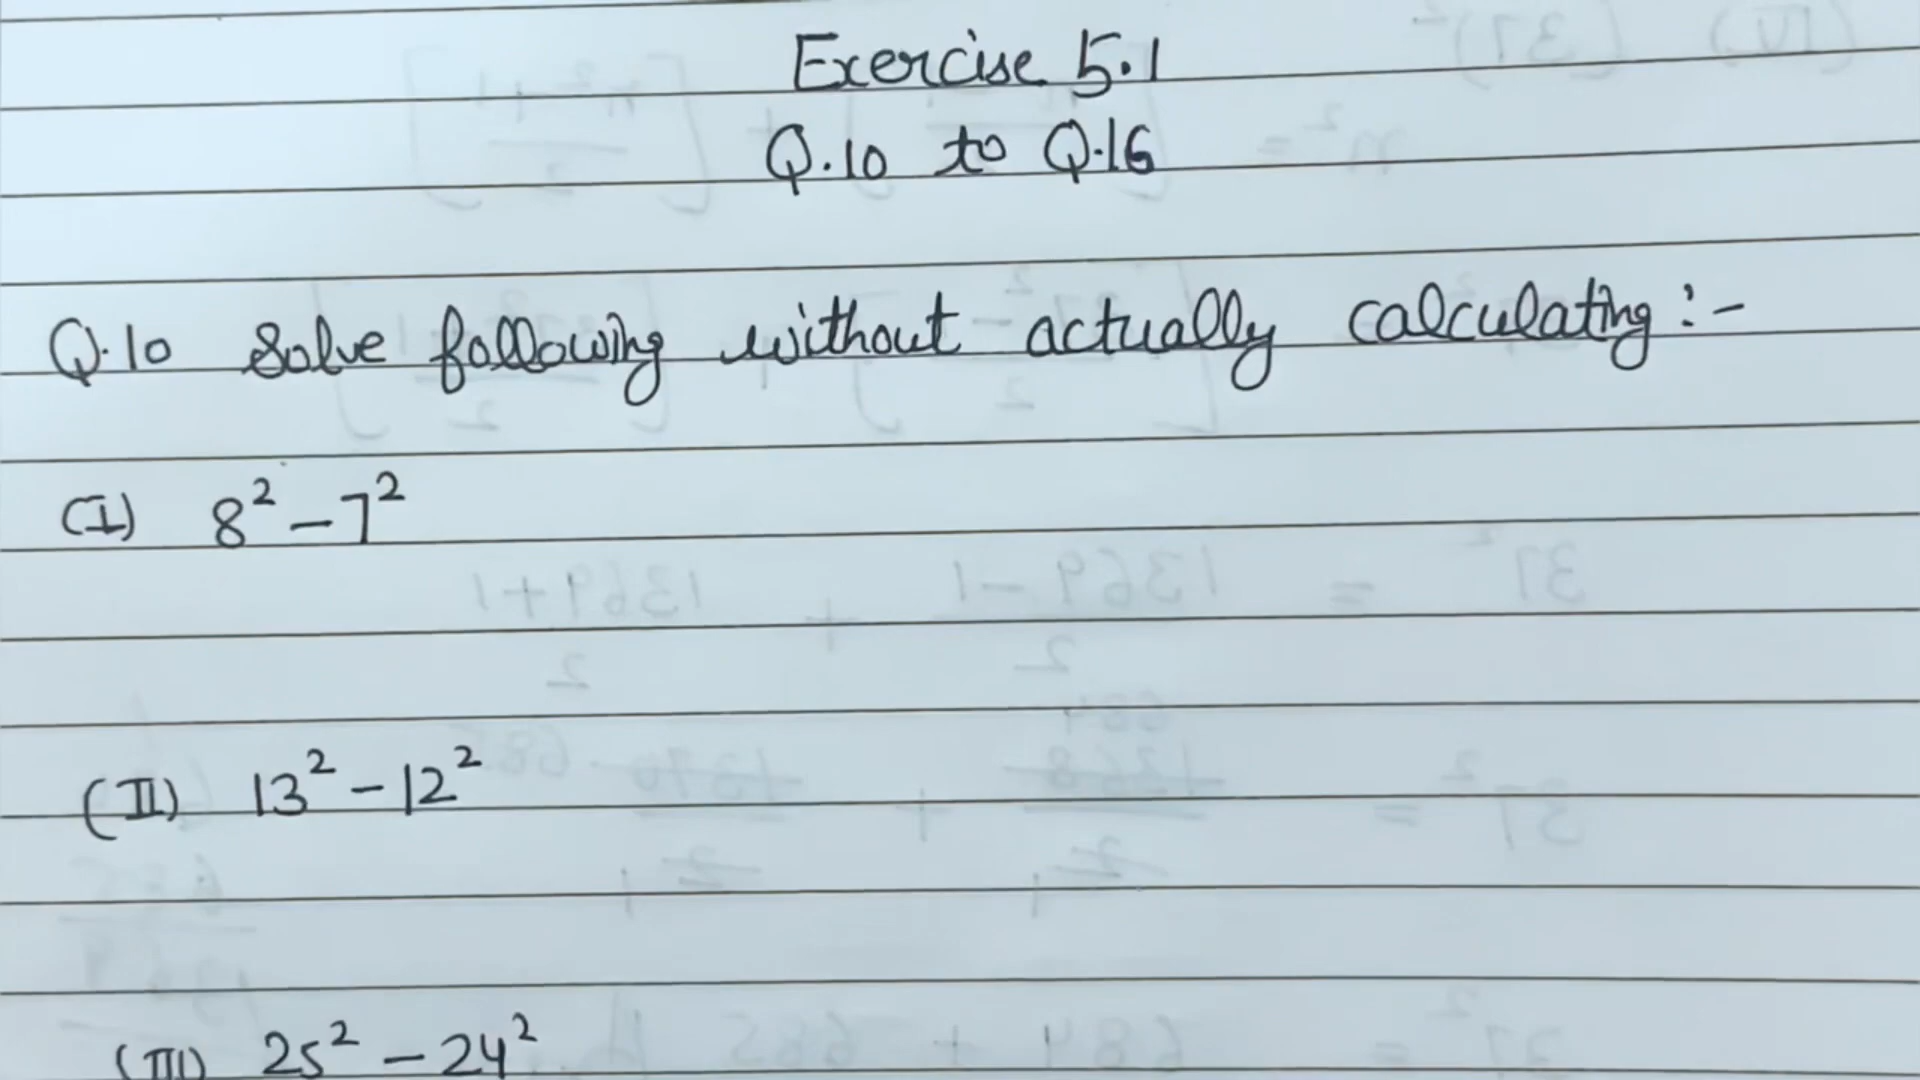 Exercise 5.1
Q.10 to Q.16
Q.10 Solve following without actually calculating :-
(I) 8² - 7²
(II) 13² - 12²
(III) 25² - 24²